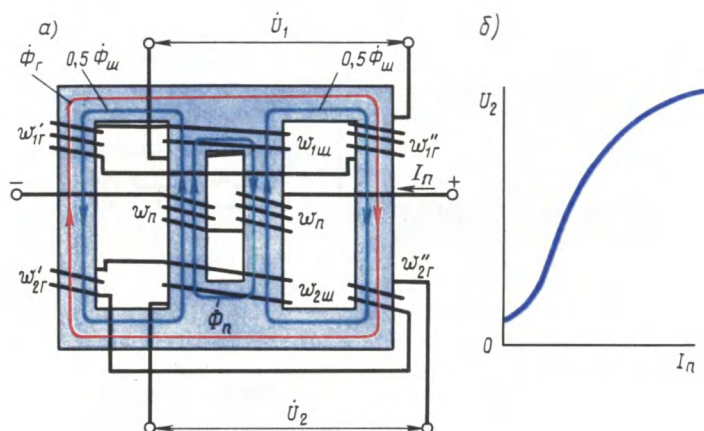 а)
U̇₁
б)
Φ̇г
0,5 Φ̇ш
0,5 Φ̇ш
w′1г
w1ш
w″1г
Iп
−
+
wп
wп
w′2г
w2ш
w″2г
Φ̇п
U̇₂
U₂
0
Iп